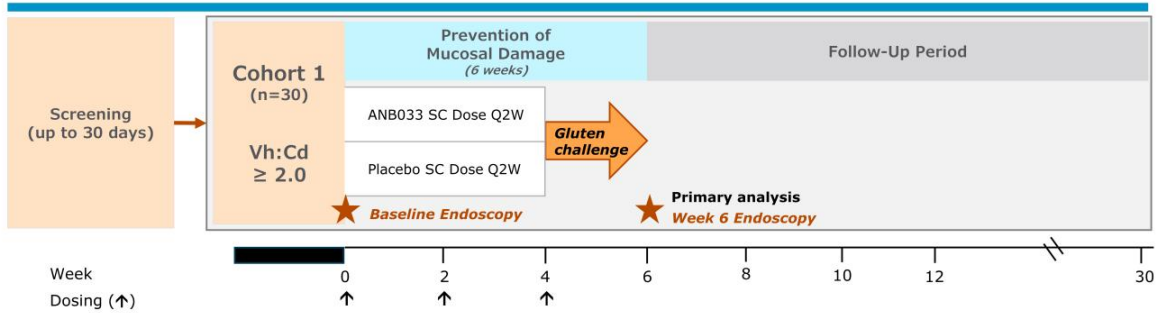 Screening
(up to 30 days)
Cohort 1
(n=30)
Vh:Cd
≥ 2.0
Prevention of
Mucosal Damage
(6 weeks)
Follow-Up Period
ANB033 SC Dose Q2W
Placebo SC Dose Q2W
Gluten
challenge
Baseline Endoscopy
Primary analysis
Week 6 Endoscopy
Week 0 2 4 6 8 10 12 30
Dosing (↑) ↑ ↑ ↑